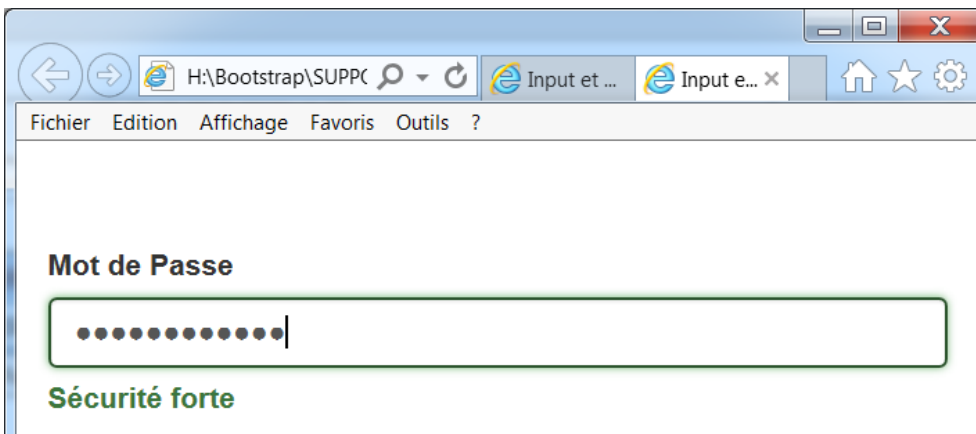 H:\Bootstrap\SUPPC Input et ... Input e...
Fichier Edition Affichage Favoris Outils ?
Mot de Passe
●●●●●●●●●●●●
Sécurité forte